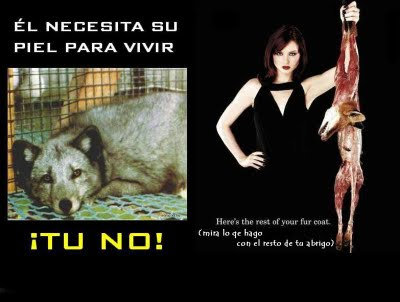 ÉL NECESITA SU
PIEL PARA VIVIR
¡TU NO!
Here's the rest of your fur coat.
(mira lo qe hago
con el resto de tu abrigo)